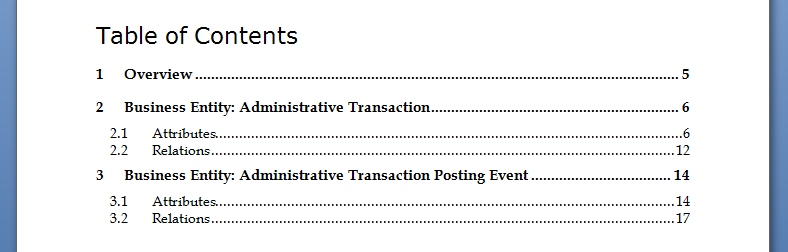 Table of Contents
1 Overview ........................................................................................................................ 5
2 Business Entity: Administrative Transaction.............................................................. 6
2.1 Attributes.....................................................................................................................6
2.2 Relations....................................................................................................................12
3 Business Entity: Administrative Transaction Posting Event ................................... 14
3.1 Attributes...................................................................................................................14
3.2 Relations....................................................................................................................17